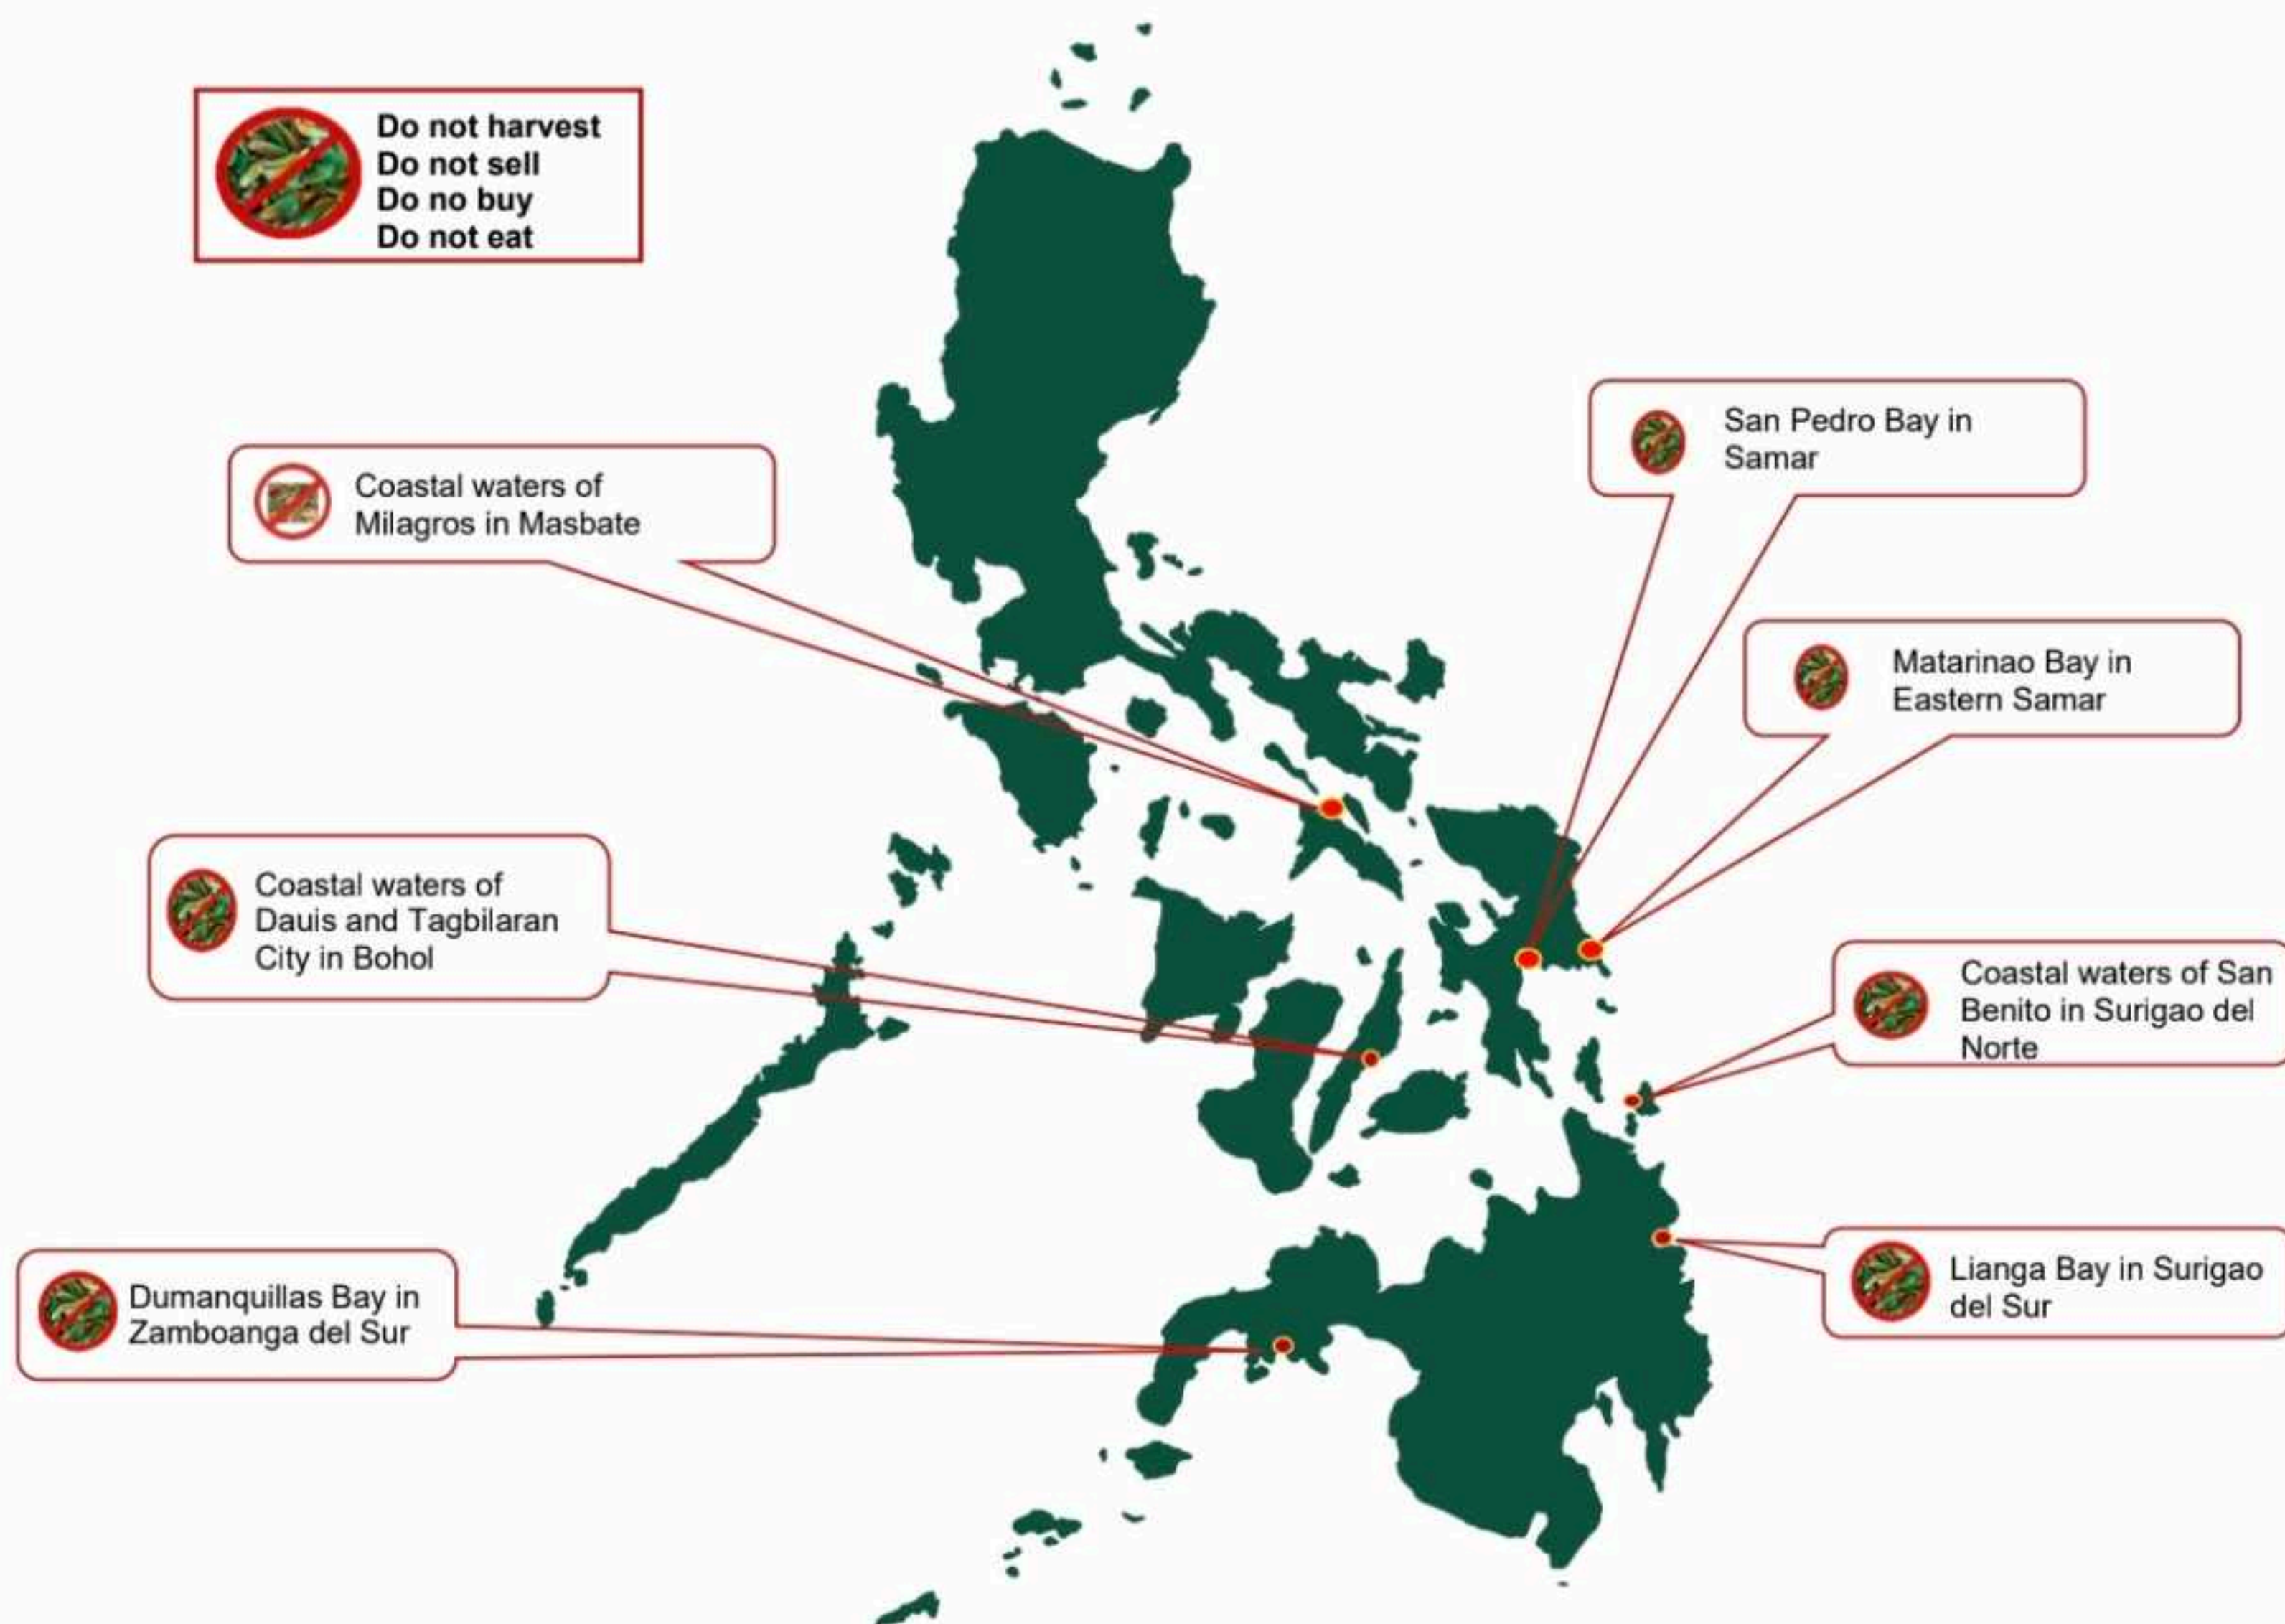 Do not harvest
Do not sell
Do no buy
Do not eat
San Pedro Bay in
Samar
Coastal waters of
Milagros in Masbate
Matarinao Bay in
Eastern Samar
Coastal waters of
Dauis and Tagbilaran
City in Bohol
Coastal waters of San
Benito in Surigao del
Norte
Lianga Bay in Surigao
del Sur
Dumanquillas Bay in
Zamboanga del Sur